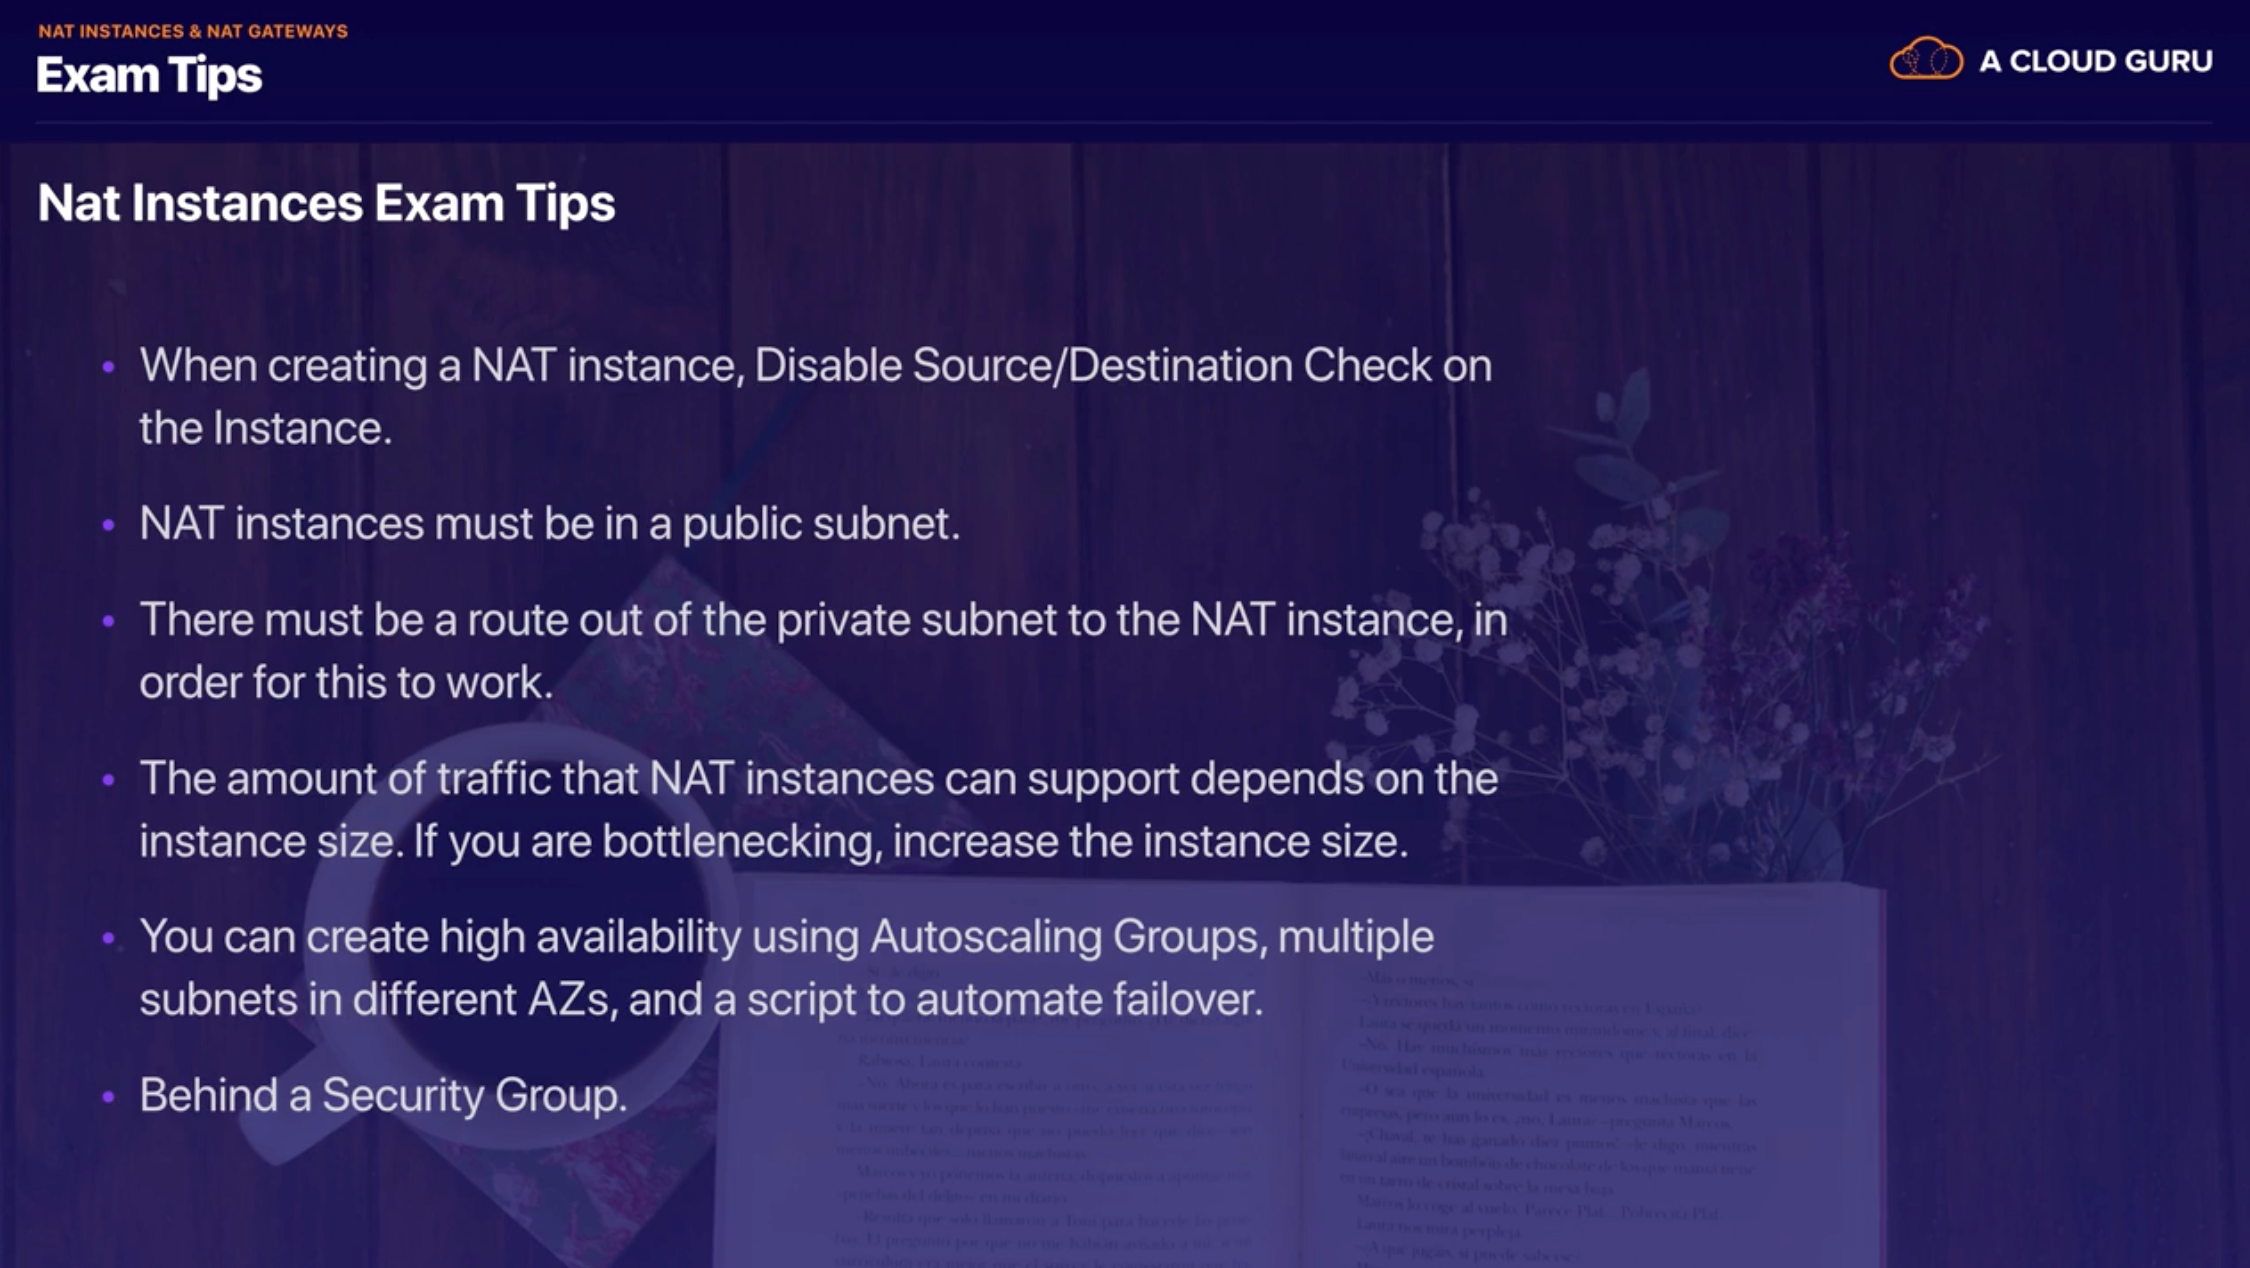 NAT INSTANCES & NAT GATEWAYS
Exam Tips
A CLOUD GURU
Nat Instances Exam Tips
• When creating a NAT instance, Disable Source/Destination Check on
the Instance.
• NAT instances must be in a public subnet.
• There must be a route out of the private subnet to the NAT instance, in
order for this to work.
• The amount of traffic that NAT instances can support depends on the
instance size. If you are bottlenecking, increase the instance size.
• You can create high availability using Autoscaling Groups, multiple
subnets in different AZs, and a script to automate failover.
• Behind a Security Group.